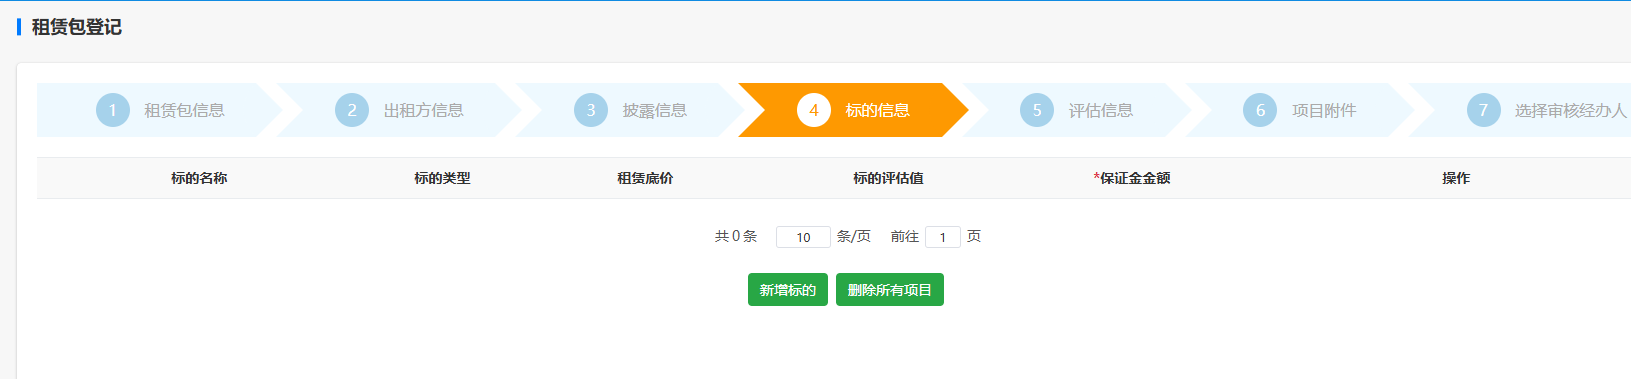 租赁包登记
1 租赁包信息 2 出租方信息 3 披露信息 4 标的信息 5 评估信息 6 项目附件 7 选择审核经办人
标的名称 标的类型 租赁底价 标的评估值 *保证金金额 操作
共 0 条 10 条/页 前往 1 页
新增标的 删除所有项目